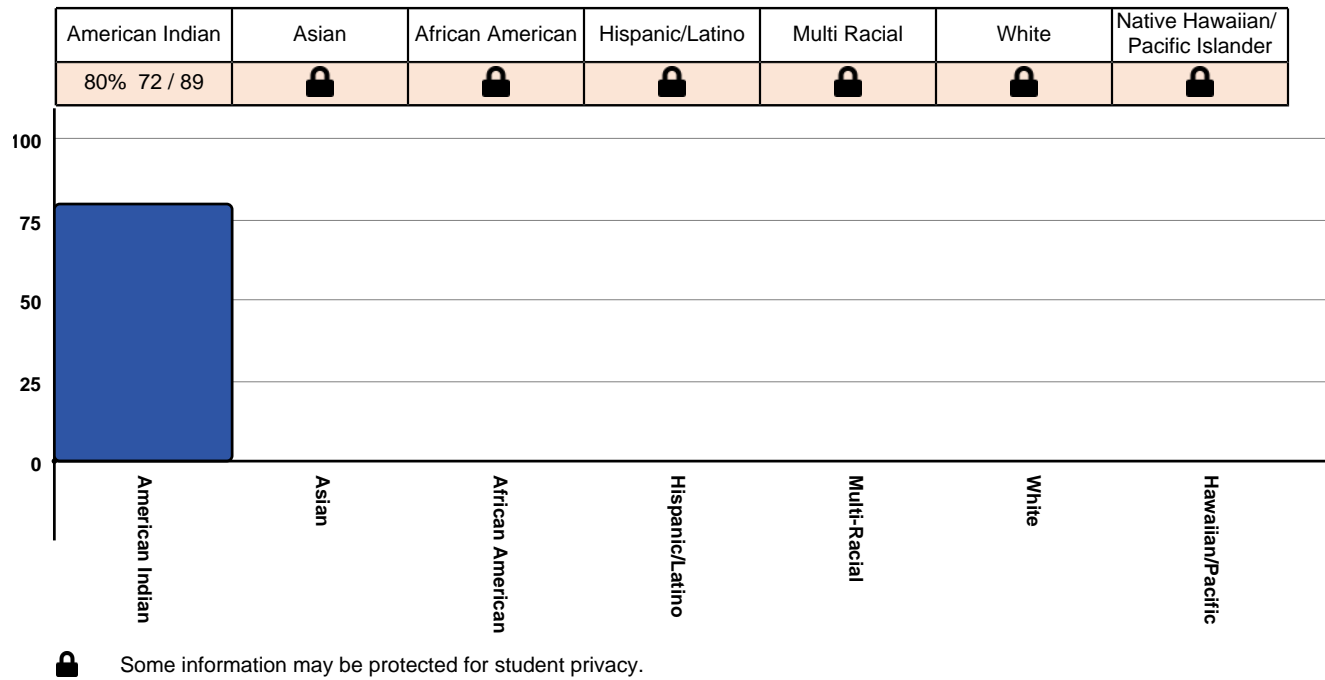 American Indian Asian African American Hispanic/Latino Multi Racial White Native Hawaiian/
Pacific Islander
80% 72 / 89
100
75
50
25
0
American Indian
Asian
African American
Hispanic/Latino
Multi-Racial
White
Hawaiian/Pacific
Some information may be protected for student privacy.